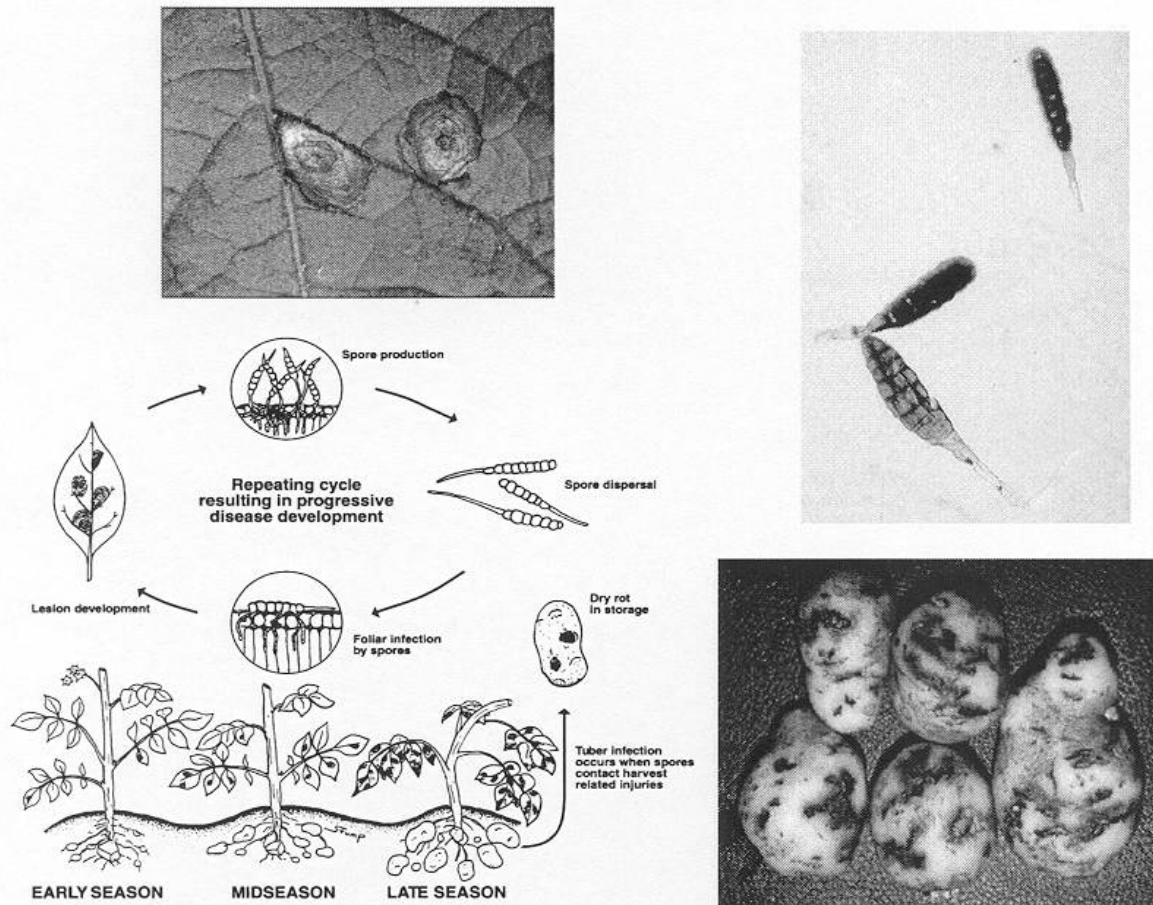 Spore production
Repeating cycle
resulting in progressive
disease development
Spore dispersal
Lesion development
Foliar infection
by spores
Dry rot
in storage
Tuber infection
occurs when spores
contact harvest
related injuries
EARLY SEASON
MIDSEASON
LATE SEASON